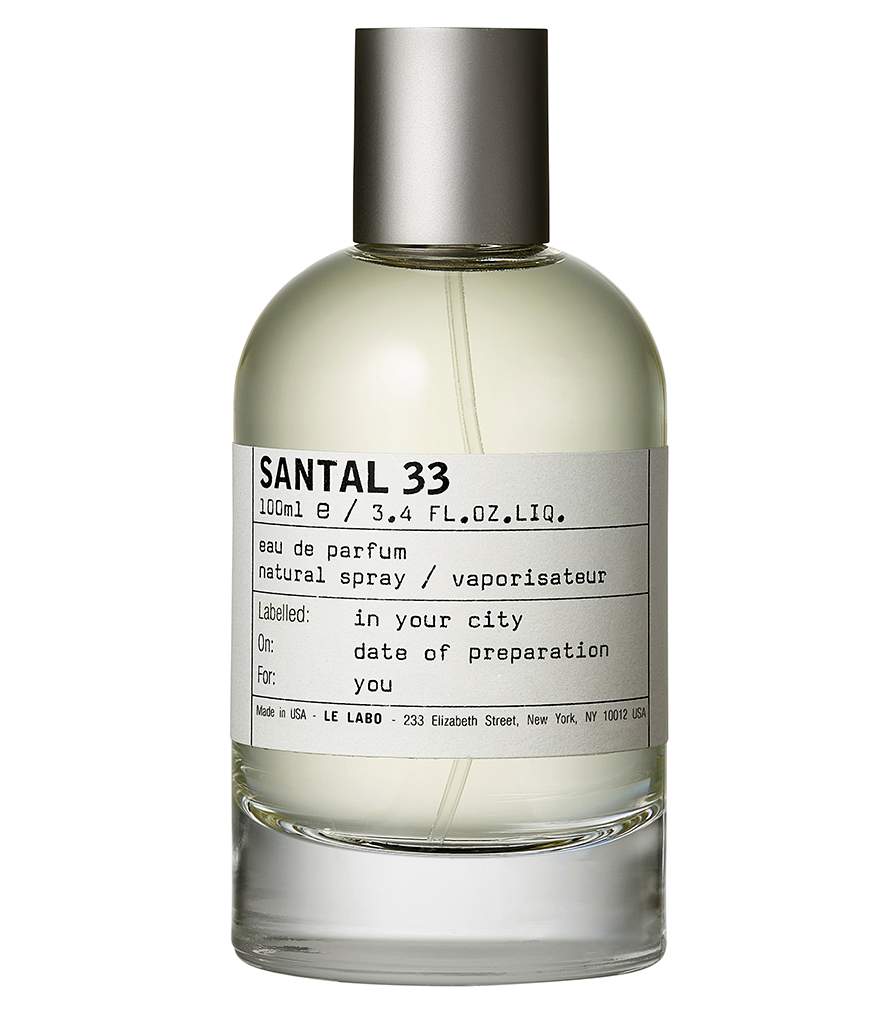 SANTAL 33
100ml e / 3.4 FL.OZ.LIQ.
eau de parfum
natural spray / vaporisateur
Labelled: in your city
On: date of preparation
For: you
Made in USA - LE LABO - 233 Elizabeth Street, New York, NY 10012 USA